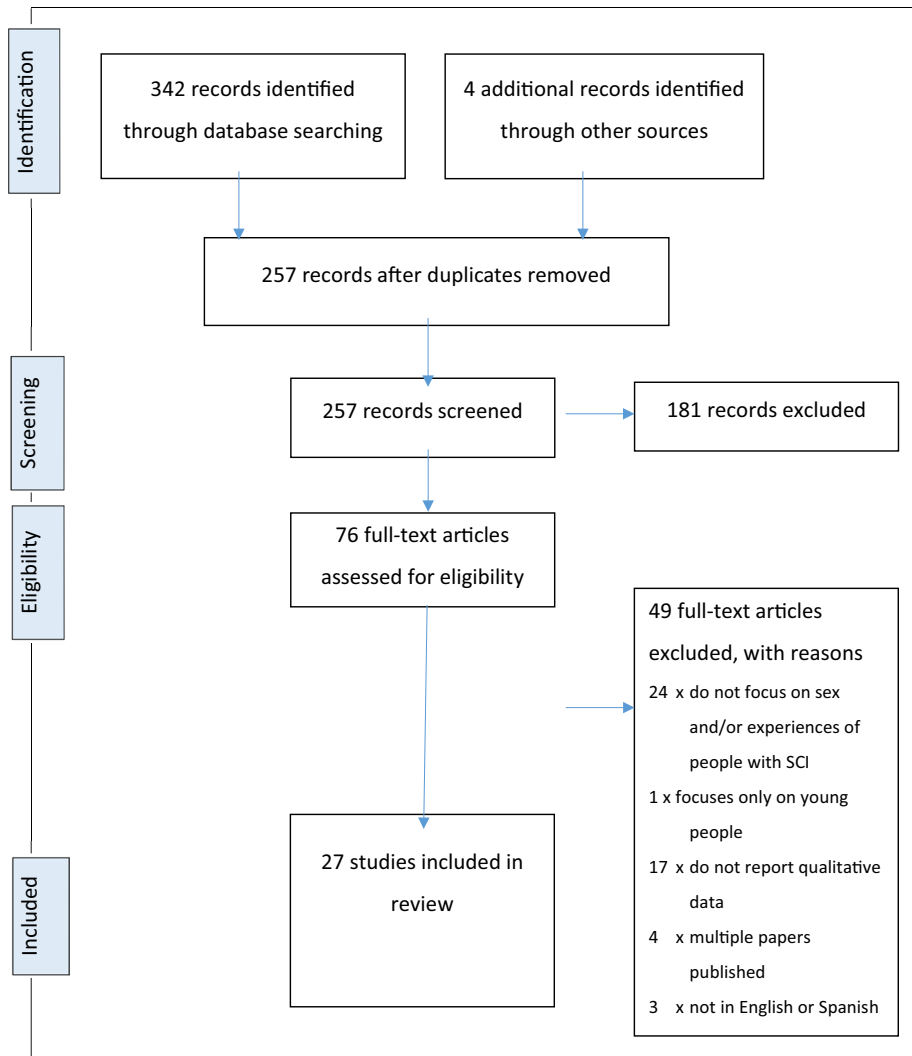 Identification
342 records identified
through database searching
4 additional records identified
through other sources
257 records after duplicates removed
Screening
257 records screened
181 records excluded
Eligibility
76 full-text articles
assessed for eligibility
49 full-text articles
excluded, with reasons
24 x do not focus on sex
and/or experiences of
people with SCI
1 x focuses only on young
people
17 x do not report qualitative
data
4 x multiple papers
published
3 x not in English or Spanish
Included
27 studies included in
review